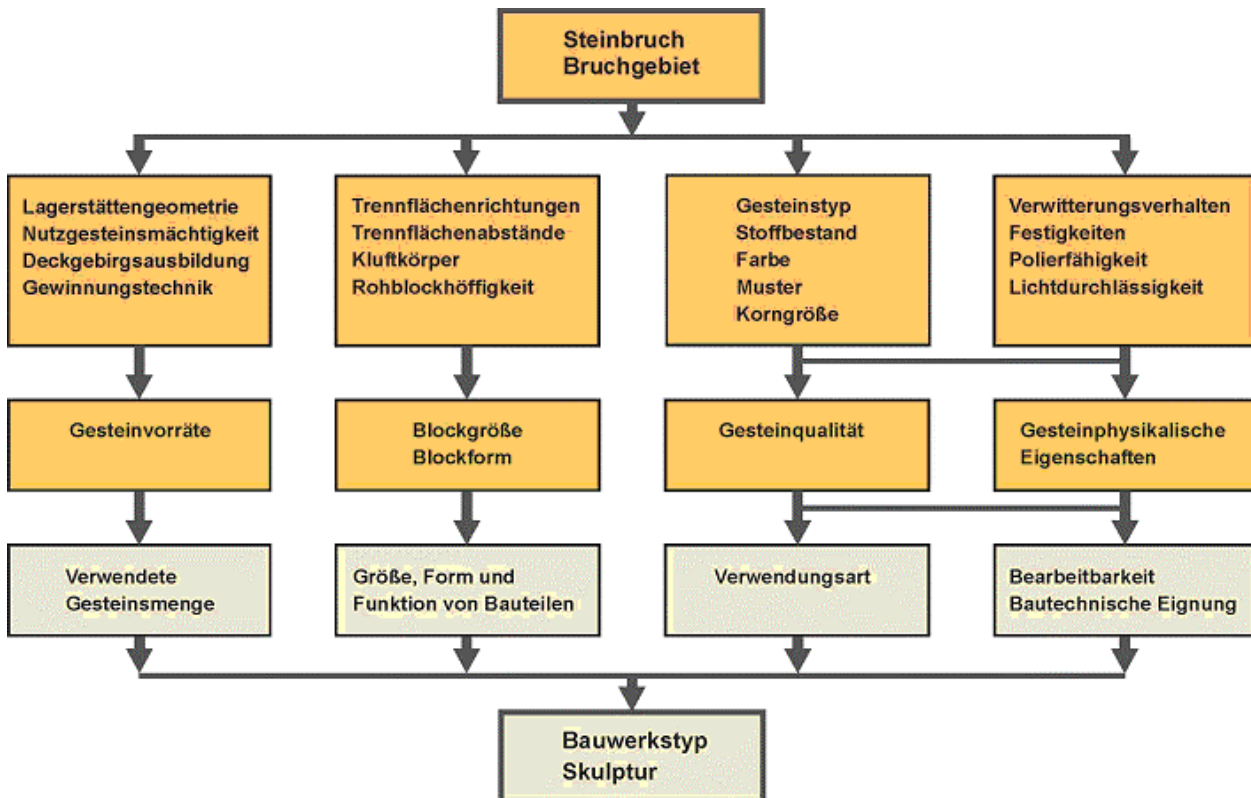 Steinbruch
Bruchgebiet
Lagerstättengeometrie
Nutzgesteinsmächtigkeit
Deckgebirgsausbildung
Gewinnungstechnik
Trennflächenrichtungen
Trennflächenabstände
Kluftkörper
Rohblockhöffigkeit
Gesteinstyp
Stoffbestand
Farbe
Muster
Korngröße
Verwitterungsverhalten
Festigkeiten
Polierfähigkeit
Lichtdurchlässigkeit
Gesteinvorräte
Blockgröße
Blockform
Gesteinqualität
Gesteinphysikalische
Eigenschaften
Verwendete
Gesteinsmenge
Größe, Form und
Funktion von Bauteilen
Verwendungsart
Bearbeitbarkeit
Bautechnische Eignung
Bauwerkstyp
Skulptur